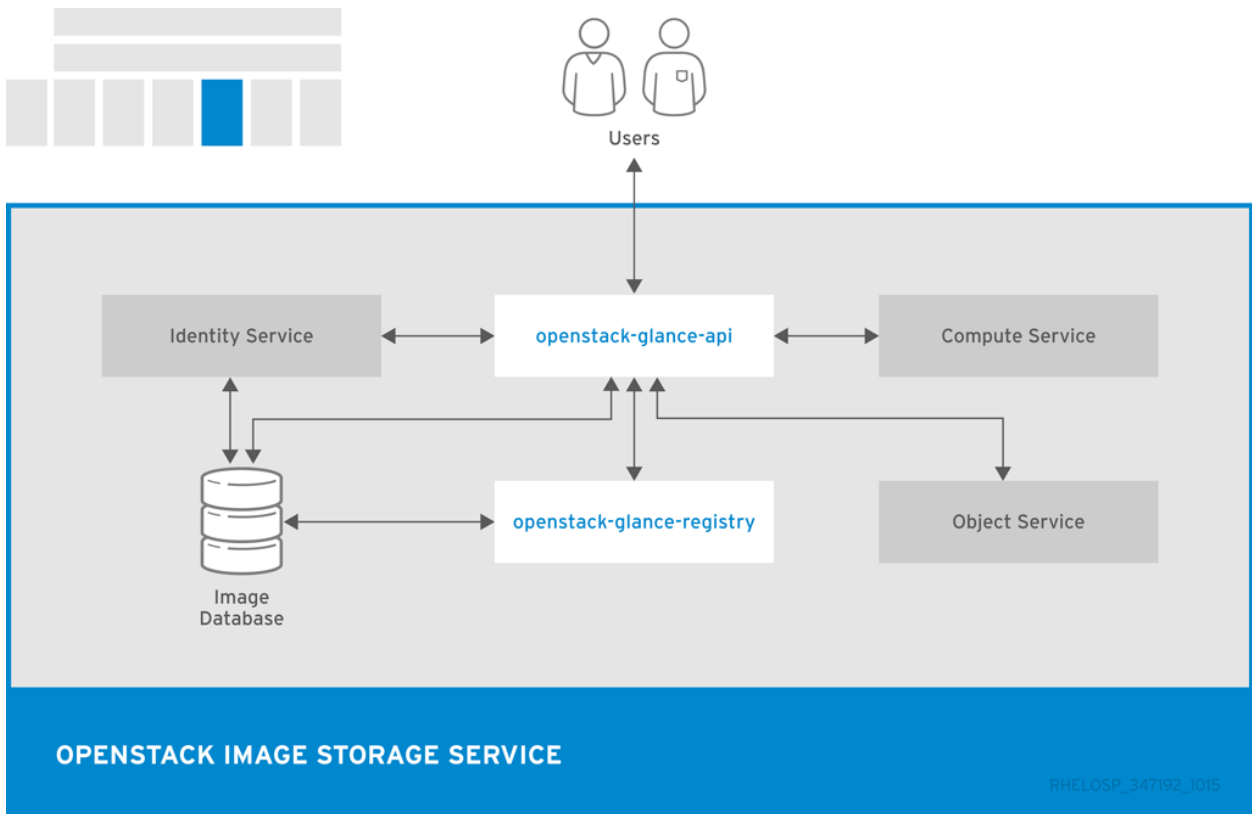 Users
Identity Service
openstack-glance-api
Compute Service
openstack-glance-registry
Object Service
Image
Database
OPENSTACK IMAGE STORAGE SERVICE
RHELOSP_347192_1015